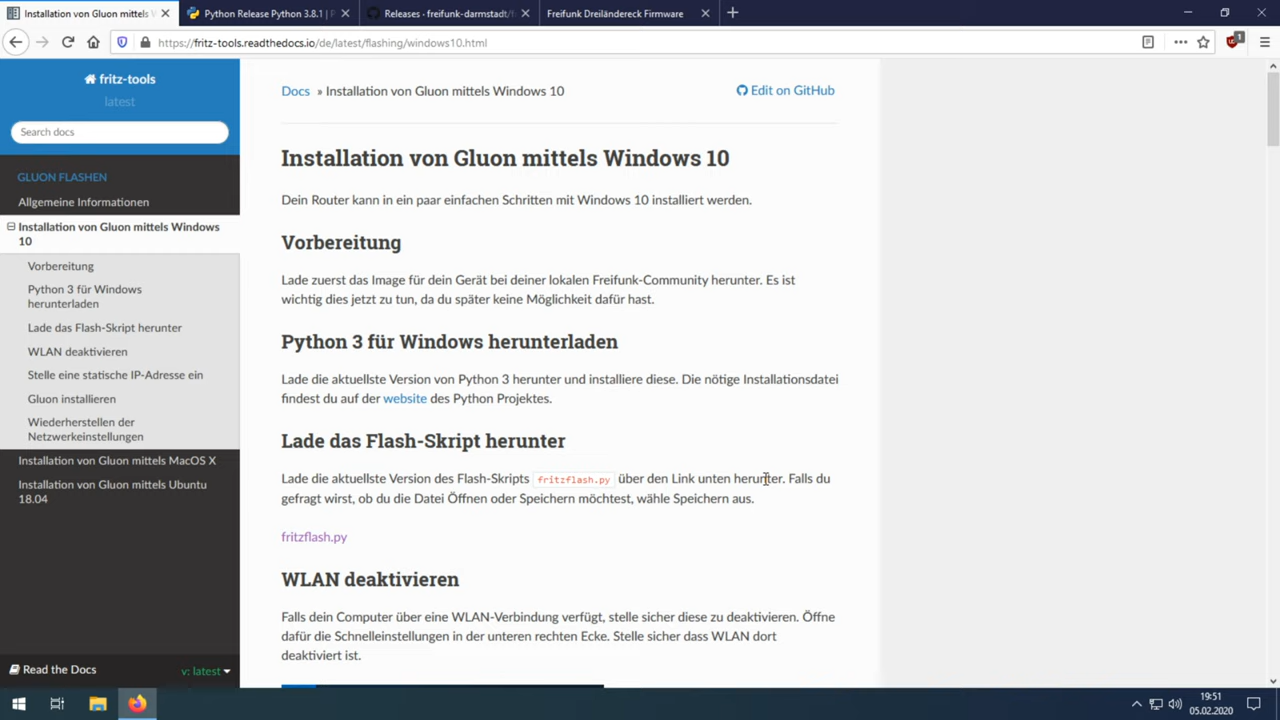 Installation von Gluon mittels W
Python Release Python 3.8.1 |
Releases · freifunk-darmstadt/
Freifunk Dreiländereck Firmware
https://fritz-tools.readthedocs.io/de/latest/flashing/windows10.html
1
fritz-tools
latest
Search docs
GLUON FLASHEN
Allgemeine Informationen
Installation von Gluon mittels Windows
10
Vorbereitung
Python 3 für Windows
herunterladen
Lade das Flash-Skript herunter
WLAN deaktivieren
Stelle eine statische IP-Adresse ein
Gluon installieren
Wiederherstellen der
Netzwerkeinstellungen
Installation von Gluon mittels MacOS X
Installation von Gluon mittels Ubuntu
18.04
Read the Docs
v: latest
Docs » Installation von Gluon mittels Windows 10
Edit on GitHub
Installation von Gluon mittels Windows 10
Dein Router kann in ein paar einfachen Schritten mit Windows 10 installiert werden.
Vorbereitung
Lade zuerst das Image für dein Gerät bei deiner lokalen Freifunk-Community herunter. Es ist
wichtig dies jetzt zu tun, da du später keine Möglichkeit dafür hast.
Python 3 für Windows herunterladen
Lade die aktuellste Version von Python 3 herunter und installiere diese. Die nötige Installationsdatei
findest du auf der website des Python Projektes.
Lade das Flash-Skript herunter
Lade die aktuellste Version des Flash-Skripts fritzflash.py über den Link unten herunter. Falls du
gefragt wirst, ob du die Datei Öffnen oder Speichern möchtest, wähle Speichern aus.
fritzflash.py
WLAN deaktivieren
Falls dein Computer über eine WLAN-Verbindung verfügt, stelle sicher diese zu deaktivieren. Öffne
dafür die Schnelleinstellungen in der unteren rechten Ecke. Stelle sicher dass WLAN dort
deaktiviert ist.
19:51
05.02.2020